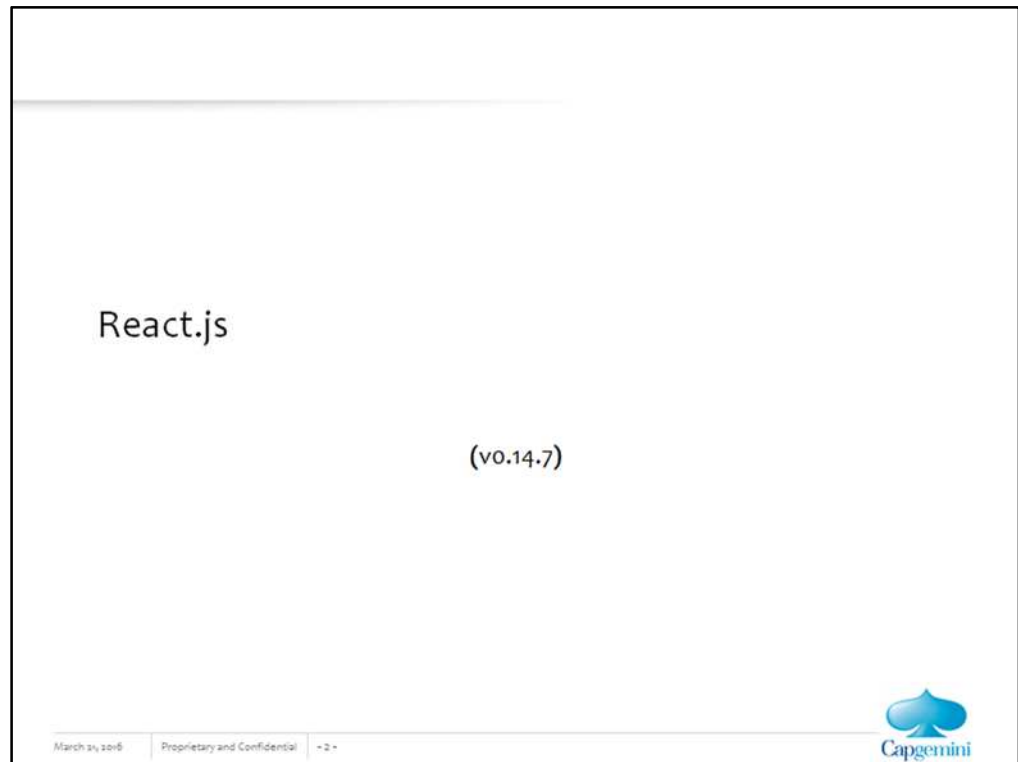 React.js
(v0.14.7)
March 21, 2016 Proprietary and Confidential - 2 -
Capgemini